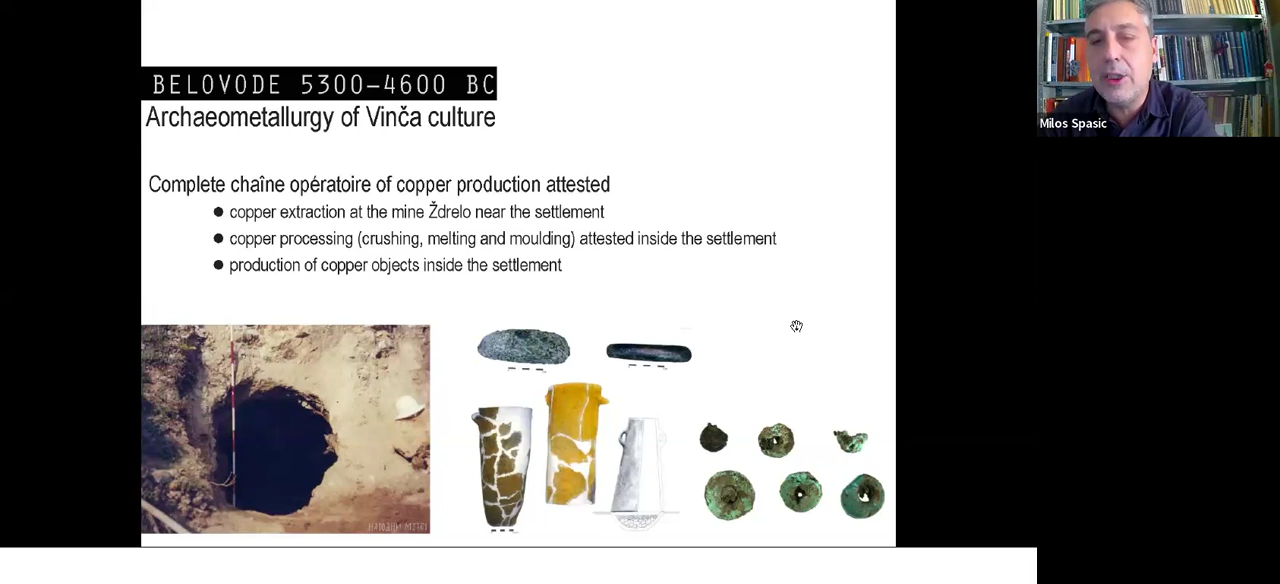 BELOVODE 5300–4600 BC
Archaeometallurgy of Vinča culture
Complete chaîne opératoire of copper production attested
● copper extraction at the mine Ždrelo near the settlement
● copper processing (crushing, melting and moulding) attested inside the settlement
● production of copper objects inside the settlement
Milos Spasic